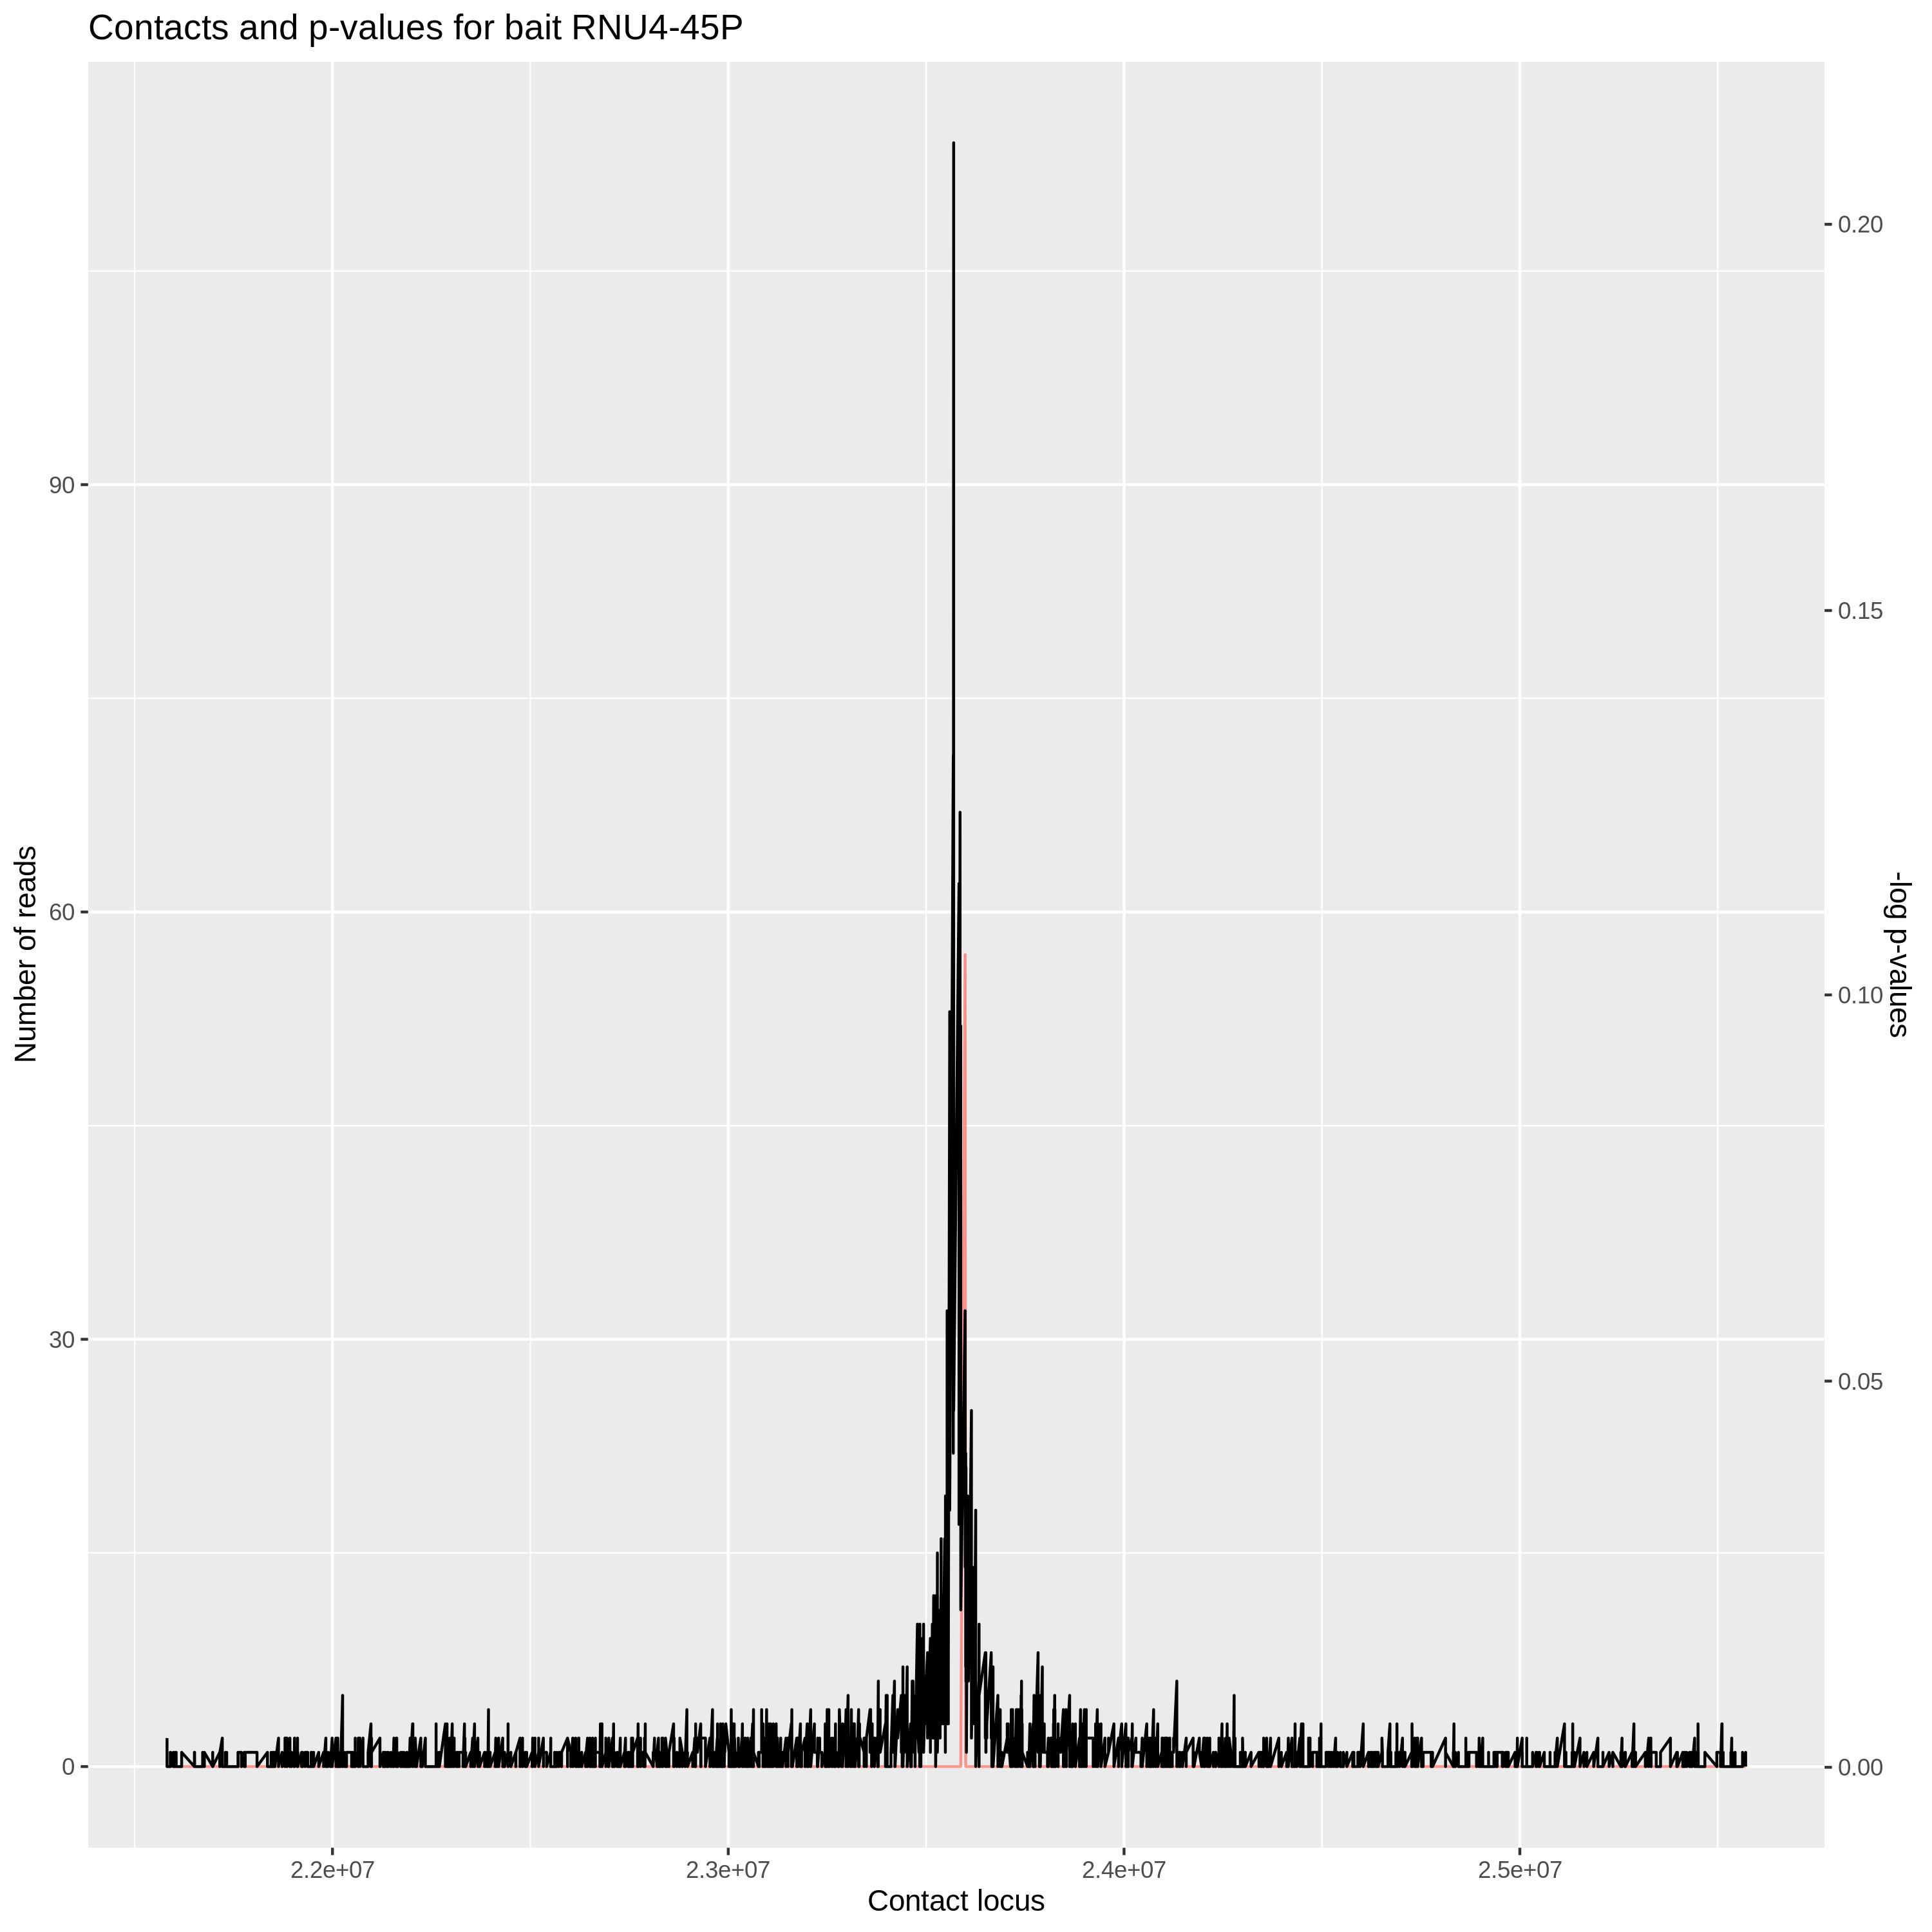 Contacts and p-values for bait RNU4-45P
Number of reads
90
60
30
0
0.20
0.15
0.10
0.05
0.00
-log p-values
2.2e+07
2.3e+07
2.4e+07
2.5e+07
Contact locus